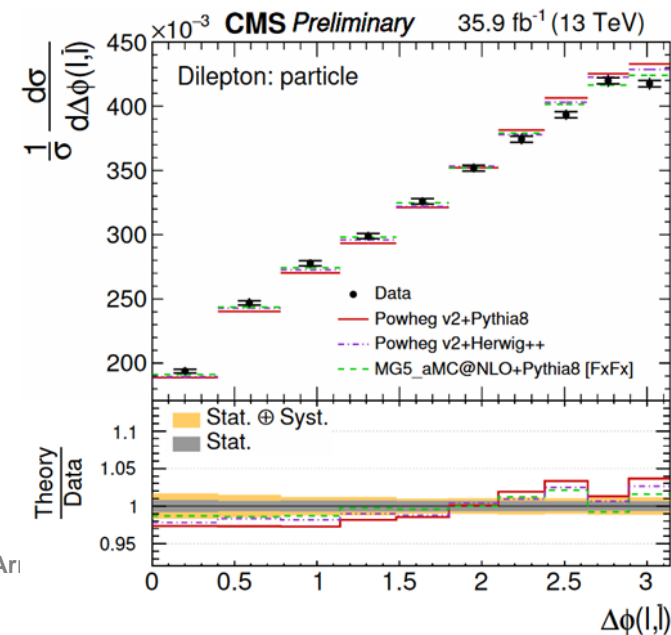 CMS Preliminary 35.9 fb⁻¹ (13 TeV)
×10⁻³
1/σ dσ/dΔϕ(l,l̄)
Dilepton: particle
450
400
350
300
250
200
Data
Powheg v2+Pythia8
Powheg v2+Herwig++
MG5_aMC@NLO+Pythia8 [FxFx]
Stat. ⊕ Syst.
Stat.
Theory
Data
1.1
1.05
1
0.95
0 0.5 1 1.5 2 2.5 3
Δϕ(l,l̄)